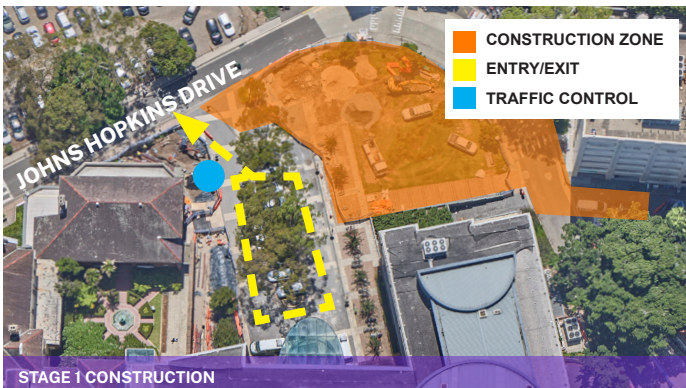 CONSTRUCTION ZONE
ENTRY/EXIT
TRAFFIC CONTROL
JOHNS HOPKINS DRIVE
STAGE 1 CONSTRUCTION